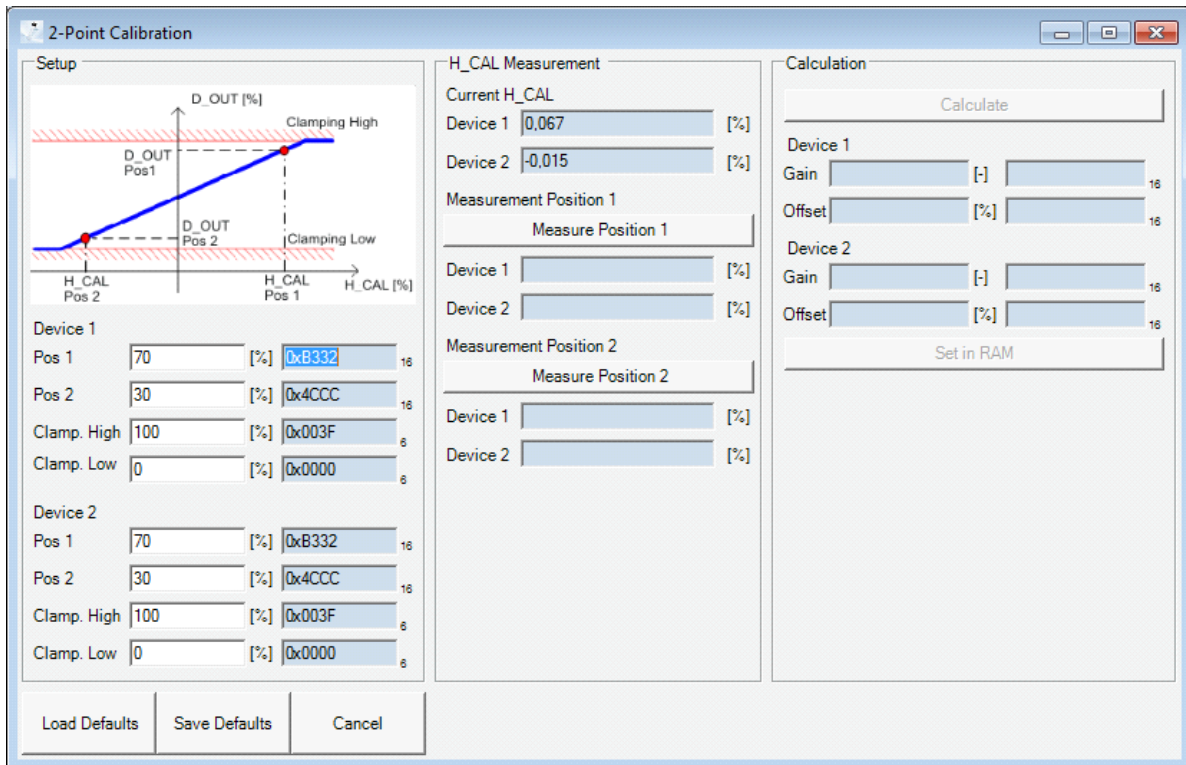 2-Point Calibration
Setup
D_OUT [%]
Clamping High
D_OUT
Pos1
D_OUT
Pos 2
Clamping Low
H_CAL
Pos 2
H_CAL
Pos 1
H_CAL [%]
Device 1
Pos 1 70 [%] 0xB332 16
Pos 2 30 [%] 0x4CCC 16
Clamp. High 100 [%] 0x003F 6
Clamp. Low 0 [%] 0x0000 6
Device 2
Pos 1 70 [%] 0xB332 16
Pos 2 30 [%] 0x4CCC 16
Clamp. High 100 [%] 0x003F 6
Clamp. Low 0 [%] 0x0000 6
Load Defaults
Save Defaults
Cancel
H_CAL Measurement
Current H_CAL
Device 1 0,067 [%]
Device 2 -0,015 [%]
Measurement Position 1
Measure Position 1
Device 1 [%]
Device 2 [%]
Measurement Position 2
Measure Position 2
Device 1 [%]
Device 2 [%]
Calculation
Calculate
Device 1
Gain [-] 16
Offset [%] 16
Device 2
Gain [-] 16
Offset [%] 16
Set in RAM